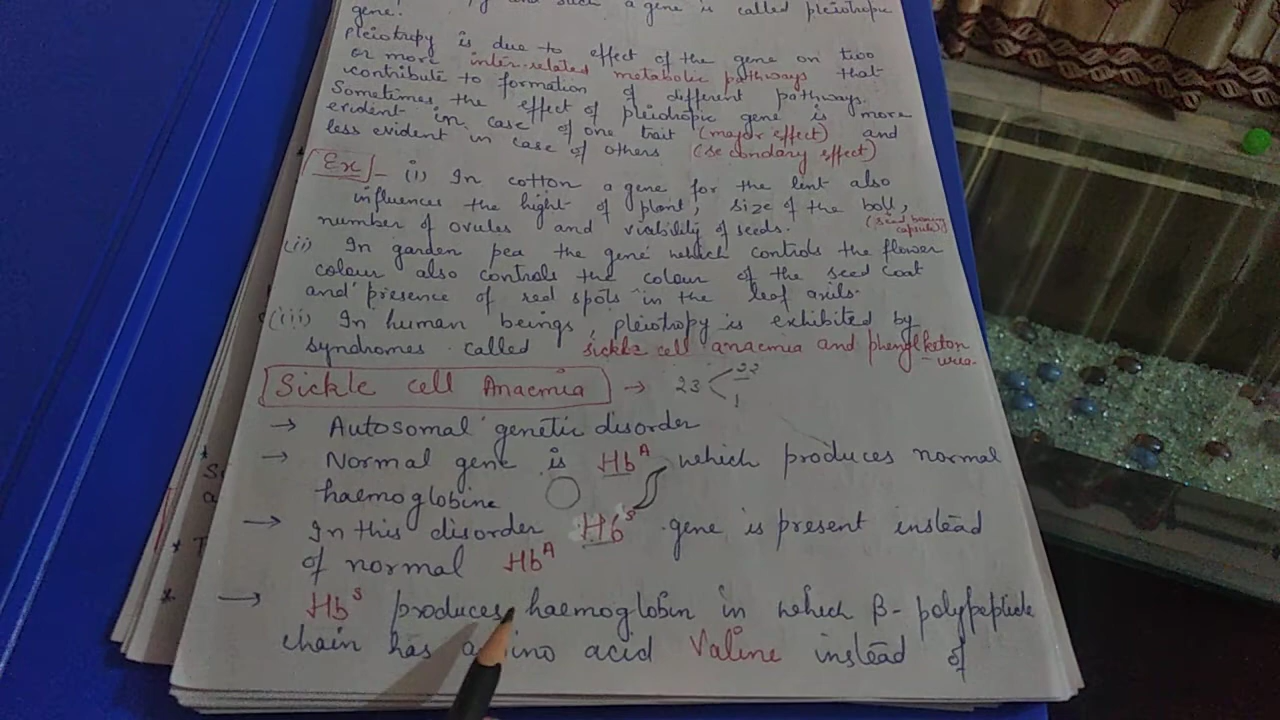 gene. and such a gene is called pleiotropic
Pleiotropy is due to effect of the gene on two
or more inter-related metabolic pathways that
contribute to formation of different pathways.
Sometimes the effect of pleiotropic gene is more
evident in case of one trait (major effect) and
less evident in case of others (secondary effect)
Ex - (i) In cotton a gene for the lint also
influences the hight of plant, size of the boll,
number of ovules and viability of seeds. (seed bearing
capsule)
(ii) In garden pea the gene which controls the flower
colour also controls the colour of the seed coat
and presence of red spots in the leaf axils.
(iii) In human beings, pleiotropy is exhibited by
syndromes called sickle cell anaemia and phenylketon
-urea.
Sickle cell Anaemia → 23 < 22
1
→ Autosomal genetic disorder
→ Normal gene is Hbᴬ which produces normal
haemoglobine
→ In this disorder Hbˢ gene is present instead
of normal Hbᴬ
→ Hbˢ produces haemoglobin in which β-polypeptide
chain has amino acid Valine instead of